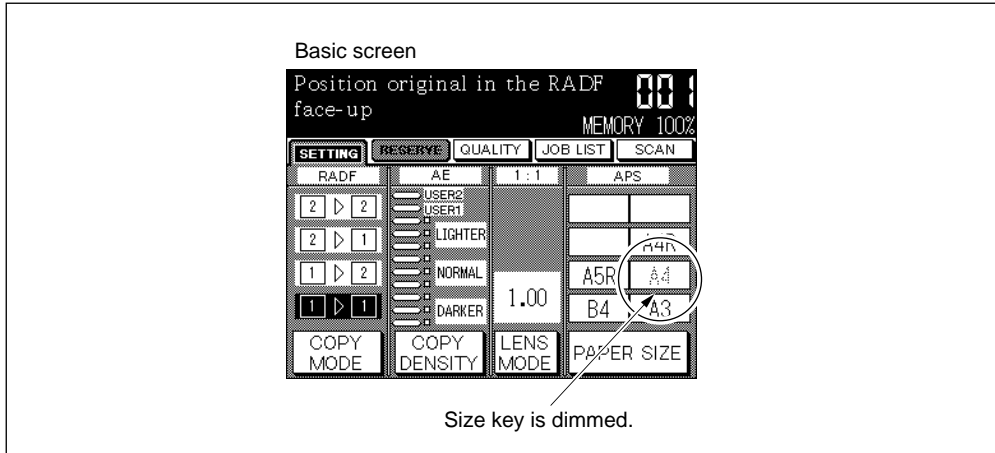 Basic screen
Position original in the RADF
face-up
001
MEMORY 100%
SETTING RESERVE QUALITY JOB LIST SCAN
RADF AE 1 : 1 APS
USER2
2 ▷ 2 USER1
2 ▷ 1 LIGHTER A4R
1 ▷ 2 NORMAL A5R A4
1 ▷ 1 DARKER 1.00 B4 A3
COPY MODE COPY DENSITY LENS MODE PAPER SIZE
Size key is dimmed.